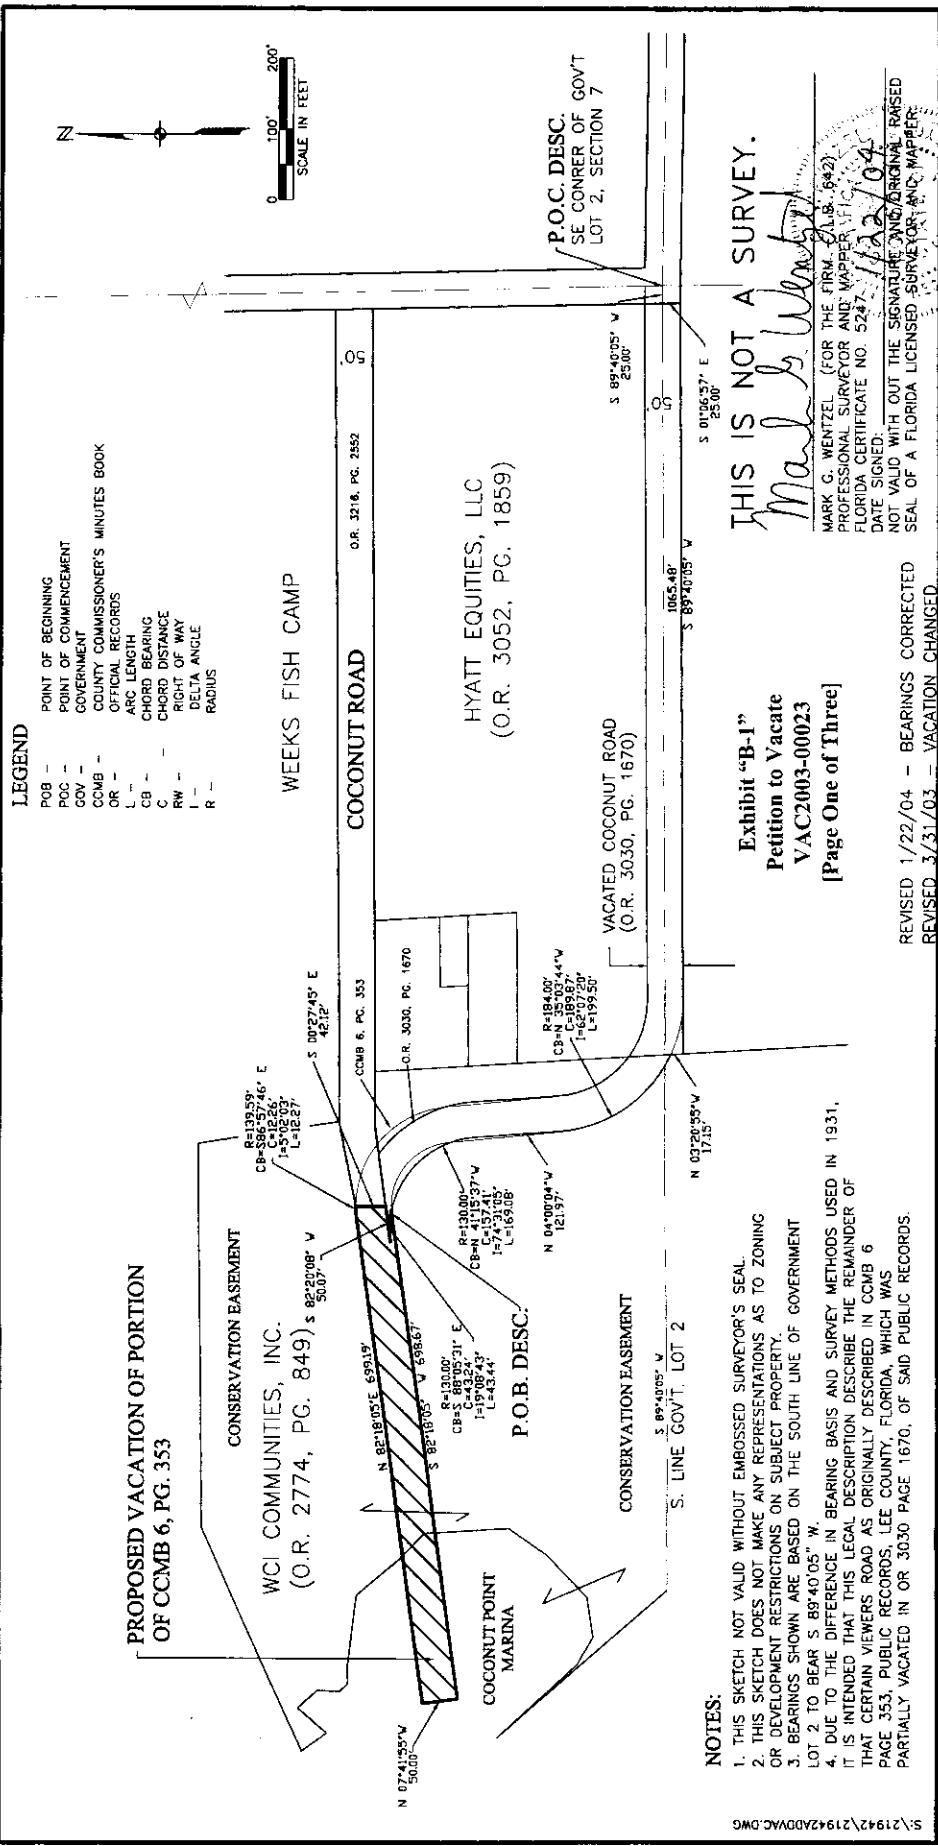 LEGEND
POB - POINT OF BEGINNING
POC - POINT OF COMMENCEMENT
GOV - GOVERNMENT
CCMB - COUNTY COMMISSIONER'S MINUTES BOOK
OR - OFFICIAL RECORDS
L - ARC LENGTH
CB - CHORD BEARING
C - CHORD DISTANCE
RW - RIGHT OF WAY
I - DELTA ANGLE
R - RADIUS
Z
0 100' 200'
SCALE IN FEET
PROPOSED VACATION OF PORTION
OF CCMB 6, PG. 353
CONSERVATION EASEMENT
WCI COMMUNITIES, INC.
(O.R. 2774, PG. 849)
S 82°20'08" W
50.07'
R=139.59'
CB=S86°57'46" E
C=12.26'
I=5°02'03"
L=12.27'
S 00°27'45" E
42.12'
WEEKS FISH CAMP
COCONUT ROAD
O.R. 3216, PG. 2552
50'
CCMB 6, PG. 353
O.R. 3030, PG. 1670
HYATT EQUITIES, LLC
(O.R. 3052, PG. 1859)
P.O.C. DESC.
SE CONRER OF GOV'T
LOT 2, SECTION 7
S 89°40'05" W
25.00'
S 01°06'57" E
25.00'
50'
N 82°18'05"E 699.19'
S 82°18'05" W 698.67'
R=130.00'
CB=S 88°05'31" E
C=43.24'
I=19°08'43"
L=43.44'
R=130.00'
CB=N 41°15'37"W
C=157.41'
I=74°31'05"
L=169.08'
N 04°00'04"W
121.97'
R=184.00'
CB=N 35°03'44"W
C=189.87'
I=62°07'20"
L=199.50'
VACATED COCONUT ROAD
(O.R. 3030, PG. 1670)
1065.48'
S 89°40'05" W
N 03°20'55"W
17.15'
P.O.B. DESC.
CONSERVATION EASEMENT
S 89°40'05" W
S. LINE GOV'T. LOT 2
COCONUT POINT
MARINA
N 07°41'55"W
50.00'
NOTES:
1. THIS SKETCH NOT VALID WITHOUT EMBOSSED SURVEYOR'S SEAL.
2. THIS SKETCH DOES NOT MAKE ANY REPRESENTATIONS AS TO ZONING
OR DEVELOPMENT RESTRICTIONS ON SUBJECT PROPERTY.
3. BEARINGS SHOWN ARE BASED ON THE SOUTH LINE OF GOVERNMENT
LOT 2 TO BEAR S 89°40'05" W.
4. DUE TO THE DIFFERENCE IN BEARING BASIS AND SURVEY METHODS USED IN 1931,
IT IS INTENDED THAT THIS LEGAL DESCRIPTION DESCRIBE THE REMAINDER OF
THAT CERTAIN VIEWERS ROAD AS ORIGINALLY DESCRIBED IN CCMB 6
PAGE 353, PUBLIC RECORDS, LEE COUNTY, FLORIDA, WHICH WAS
PARTIALLY VACATED IN OR 3030 PAGE 1670, OF SAID PUBLIC RECORDS.
Exhibit "B-1"
Petition to Vacate
VAC2003-00023
[Page One of Three]
THIS IS NOT A SURVEY.
Mark G. Wentzel
MARK G. WENTZEL (FOR THE FIRM - L.B. 642)
PROFESSIONAL SURVEYOR AND MAPPER
FLORIDA CERTIFICATE NO. 5247
DATE SIGNED: 1/22/04
NOT VALID WITH OUT THE SIGNATURE AND ORIGINAL RAISED
SEAL OF A FLORIDA LICENSED SURVEYOR AND MAPPER
REVISED 1/22/04 - BEARINGS CORRECTED
REVISED 3/31/03 - VACATION CHANGED
S:\21942\21942ADDVAC.DWG